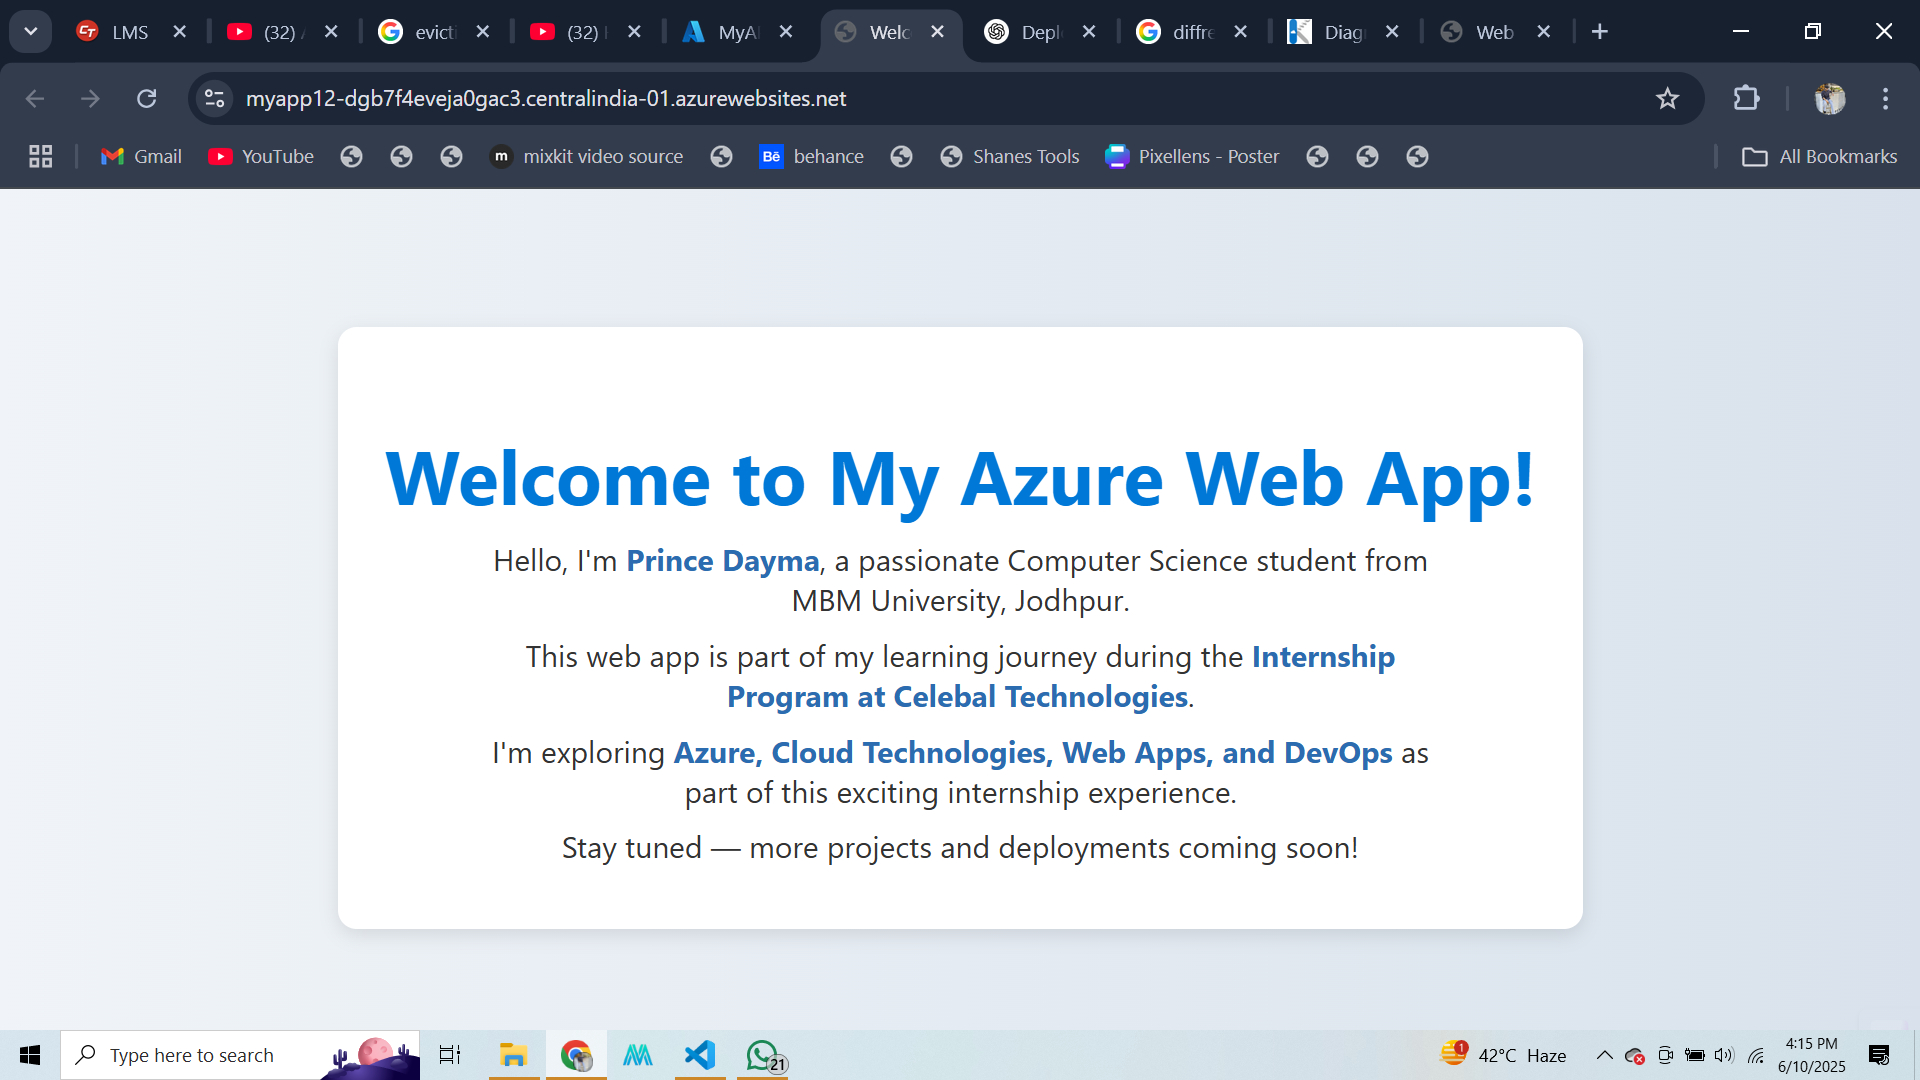 LMS
(32)
evict
(32)
MyA
Welc
Depl
diffre
Diag
Web
myapp12-dgb7f4eveja0gac3.centralindia-01.azurewebsites.net
Gmail
YouTube
m
mixkit video source
Bē
behance
Shanes Tools
Pixellens - Poster
All Bookmarks
Welcome to My Azure Web App!
Hello, I'm Prince Dayma, a passionate Computer Science student from
MBM University, Jodhpur.
This web app is part of my learning journey during the Internship
Program at Celebal Technologies.
I'm exploring Azure, Cloud Technologies, Web Apps, and DevOps as
part of this exciting internship experience.
Stay tuned — more projects and deployments coming soon!
Type here to search
21
1
42°C Haze
4:15 PM
6/10/2025
3